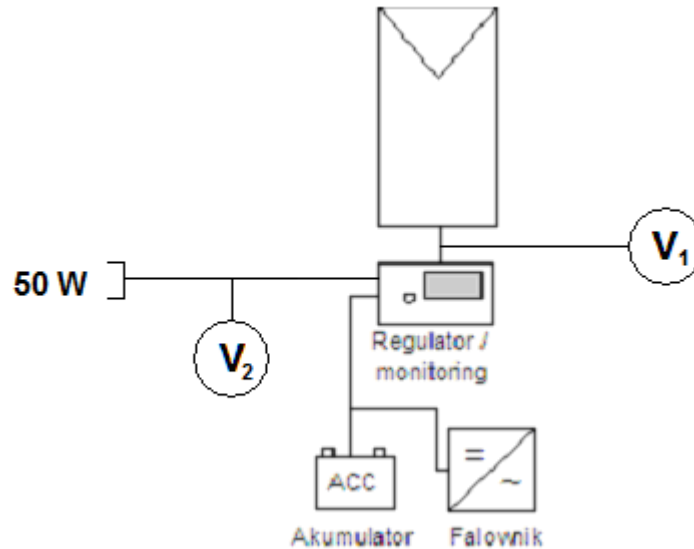 V1
50 W
V2
Regulator /
monitoring
ACC
=
~
Akumulator
Falownik